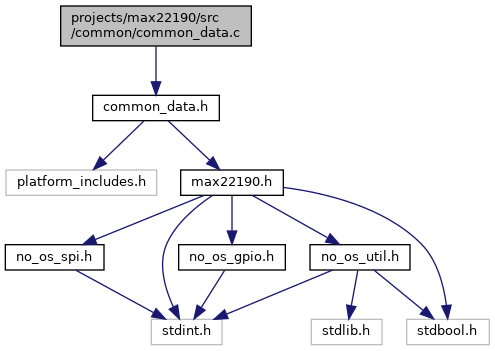 projects/max22190/src
/common/common_data.c
common_data.h
platform_includes.h
max22190.h
no_os_spi.h
no_os_gpio.h
no_os_util.h
stdint.h
stdlib.h
stdbool.h